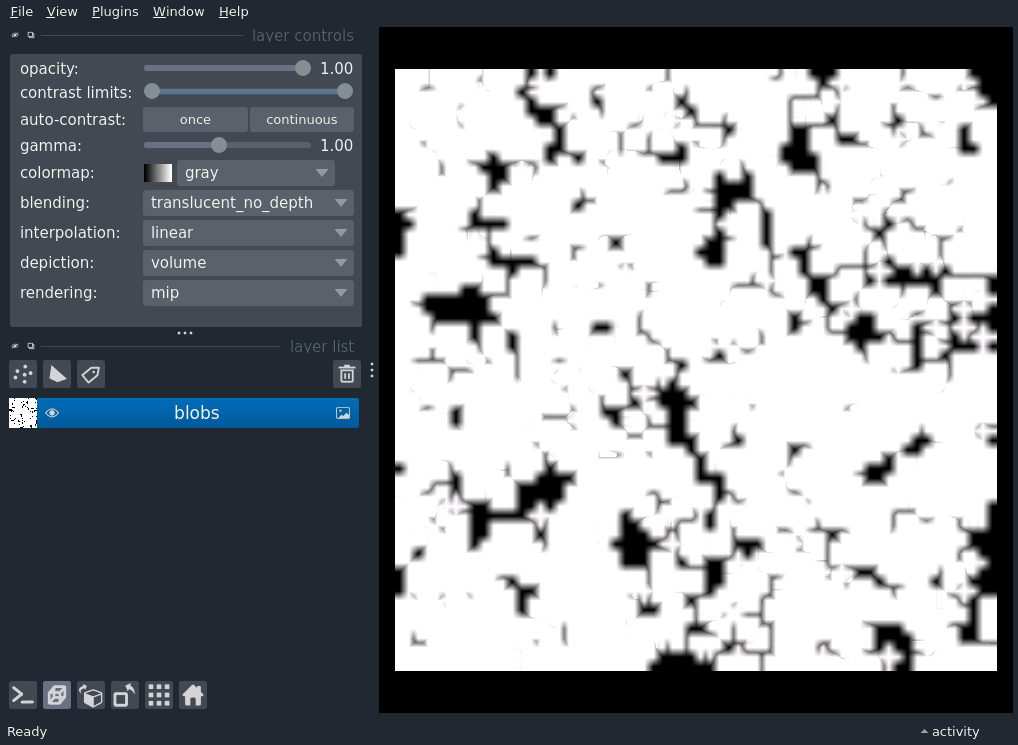 File View Plugins Window Help
layer controls
opacity: 1.00
contrast limits:
auto-contrast: once continuous
gamma: 1.00
colormap: gray
blending: translucent_no_depth
interpolation: linear
depiction: volume
rendering: mip
layer list
blobs
Ready activity